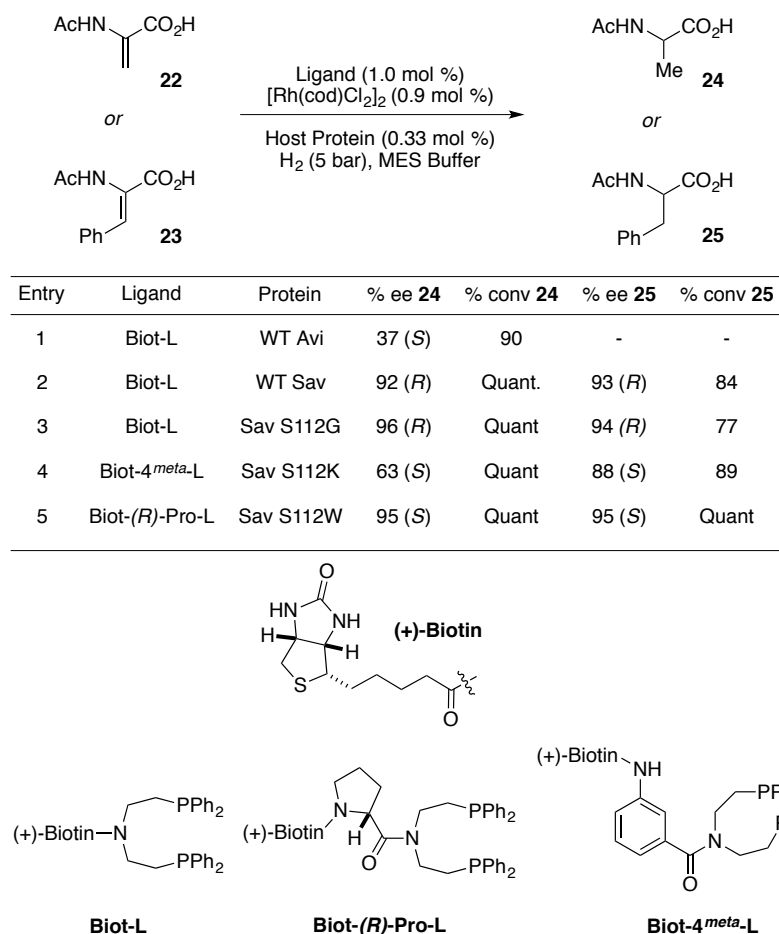 AcHN CO2H
22
or
AcHN CO2H
Ph 23
Ligand (1.0 mol %)
[Rh(cod)Cl2]2 (0.9 mol %)
Host Protein (0.33 mol %)
H2 (5 bar), MES Buffer
AcHN CO2H
Me 24
or
AcHN CO2H
Ph 25
Entry Ligand Protein % ee 24 % conv 24 % ee 25 % conv 25
1 Biot-L WT Avi 37 (S) 90 - -
2 Biot-L WT Sav 92 (R) Quant. 93 (R) 84
3 Biot-L Sav S112G 96 (R) Quant 94 (R) 77
4 Biot-4meta-L Sav S112K 63 (S) Quant 88 (S) 89
5 Biot-(R)-Pro-L Sav S112W 95 (S) Quant 95 (S) Quant
O
HN NH (+)-Biotin
H H
S
O
(+)-Biotin N PPh2
PPh2
Biot-L
(+)-Biotin N H O N PPh2
PPh2
Biot-(R)-Pro-L
(+)-Biotin NH
N
O
Biot-4meta-L